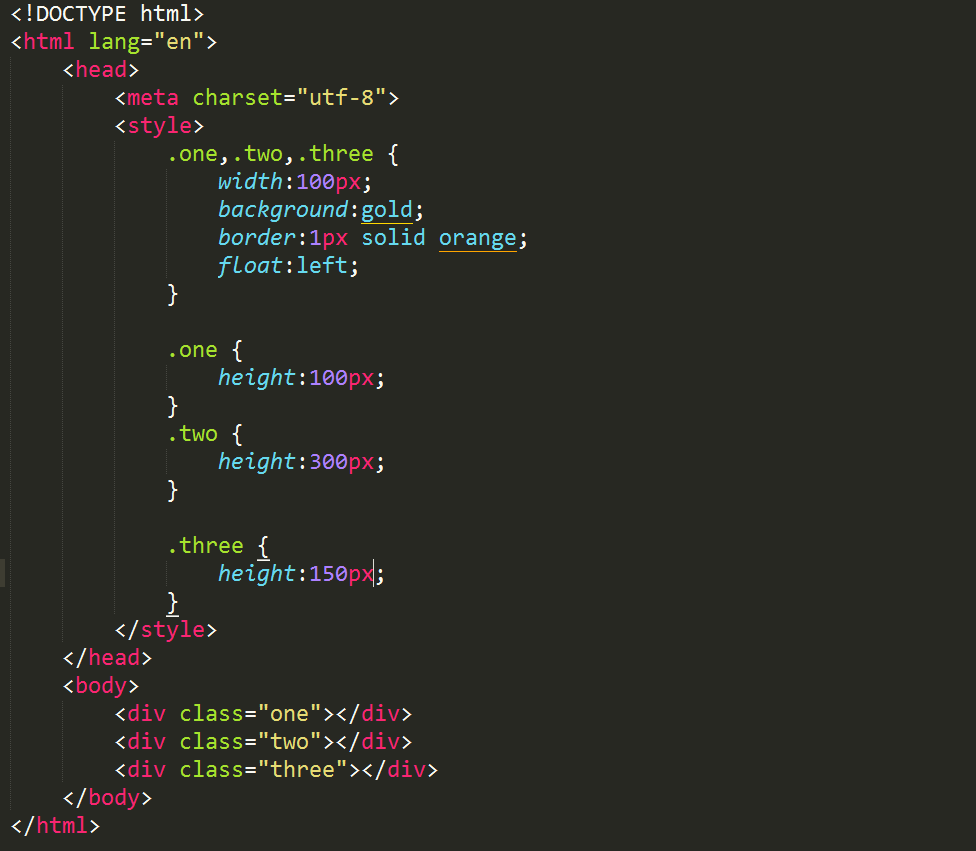 <!DOCTYPE html>
<html lang="en">
    <head>
        <meta charset="utf-8">
        <style>
            .one,.two,.three {
                width:100px;
                background:gold;
                border:1px solid orange;
                float:left;
            }

            .one {
                height:100px;
            }
            .two {
                height:300px;
            }

            .three {
                height:150px;
            }
        </style>
    </head>
    <body>
        <div class="one"></div>
        <div class="two"></div>
        <div class="three"></div>
    </body>
</html>